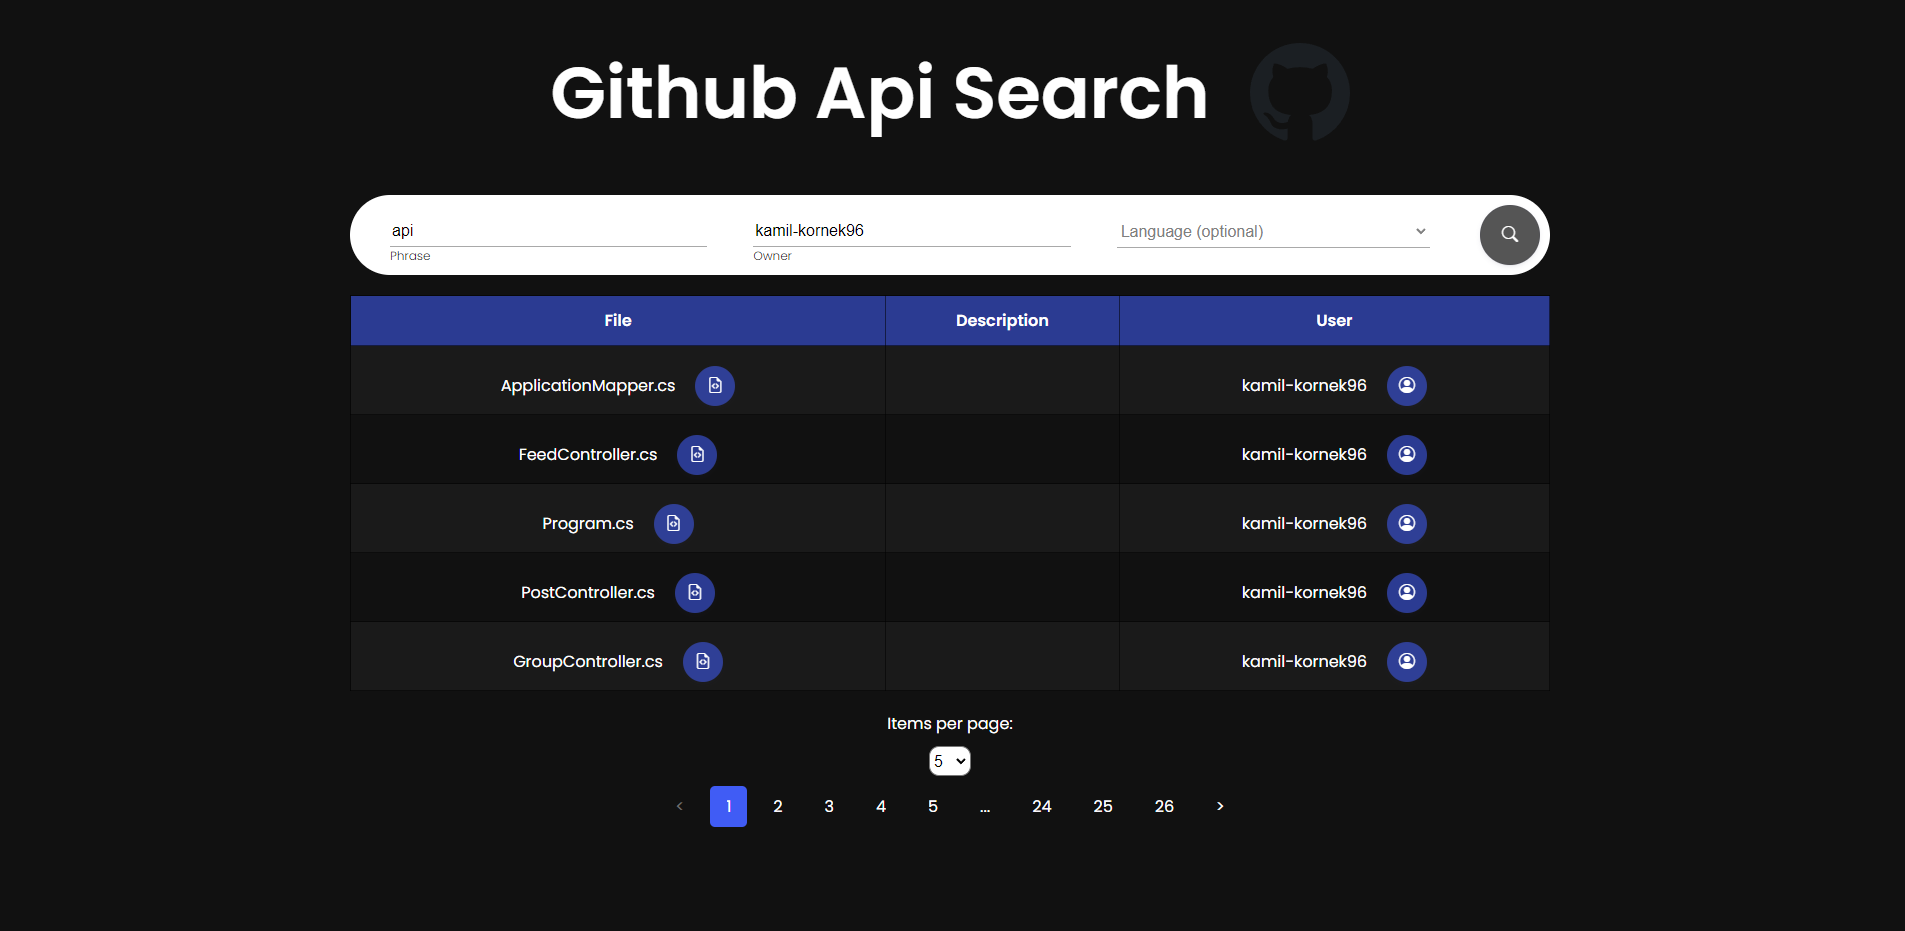 Github Api Search
api kamil-kornek96 Language (optional)
Phrase Owner
File Description User
ApplicationMapper.cs kamil-kornek96
FeedController.cs kamil-kornek96
Program.cs kamil-kornek96
PostController.cs kamil-kornek96
GroupController.cs kamil-kornek96
Items per page:
5
< 1 2 3 4 5 ... 24 25 26 >